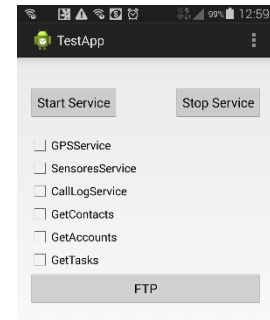 99% 12:59
TestApp
Start Service Stop Service
GPSService
SensoresService
CallLogService
GetContacts
GetAccounts
GetTasks
FTP